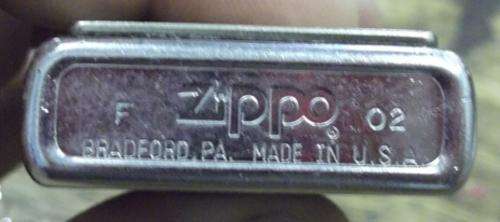 F Zippo ® 02
BRADFORD, PA. MADE IN U.S.A.